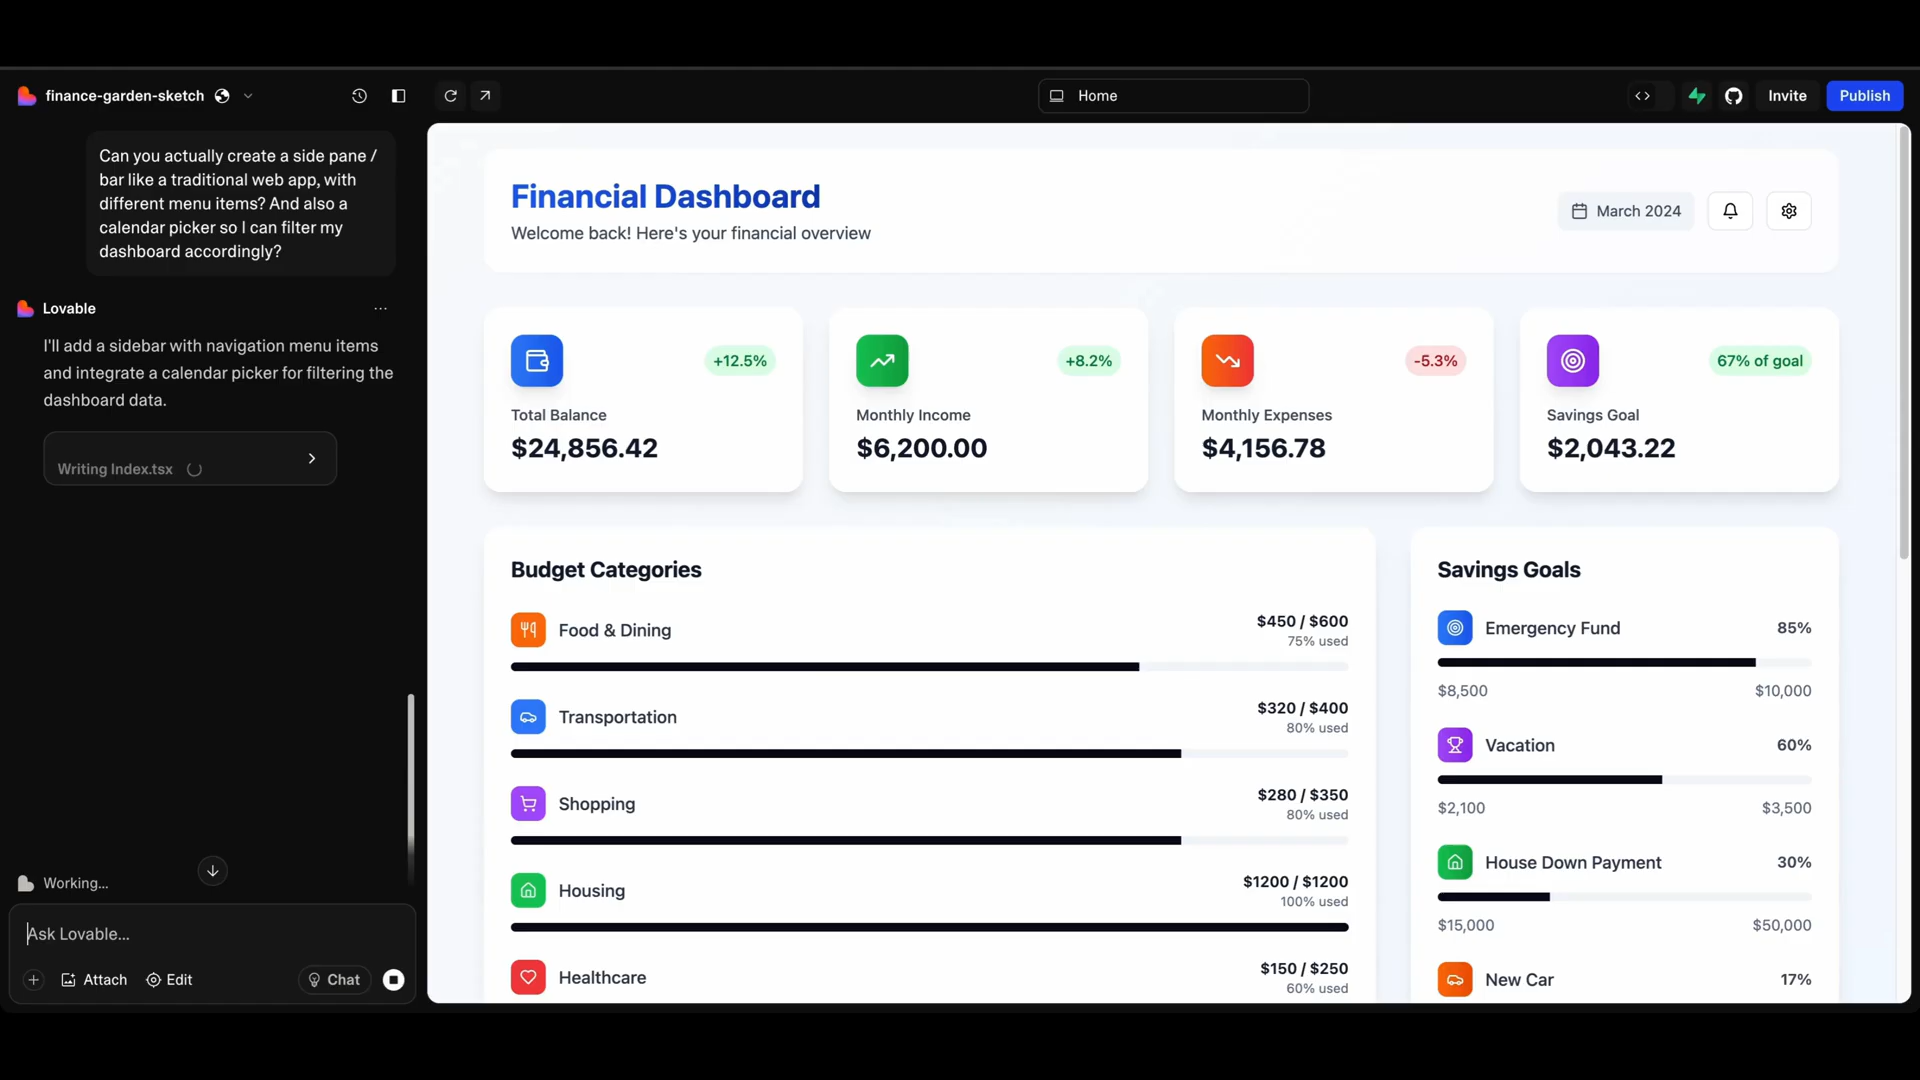 finance-garden-sketch
Home
Invite
Publish
Can you actually create a side pane /
bar like a traditional web app, with
different menu items? And also a
calendar picker so I can filter my
dashboard accordingly?
Lovable
I'll add a sidebar with navigation menu items
and integrate a calendar picker for filtering the
dashboard data.
Writing Index.tsx
Working...
Ask Lovable...
Attach
Edit
Chat
Financial Dashboard
Welcome back! Here's your financial overview
March 2024
+12.5%
Total Balance
$24,856.42
+8.2%
Monthly Income
$6,200.00
-5.3%
Monthly Expenses
$4,156.78
67% of goal
Savings Goal
$2,043.22
Budget Categories
Food & Dining
$450 / $600
75% used
Transportation
$320 / $400
80% used
Shopping
$280 / $350
80% used
Housing
$1200 / $1200
100% used
Healthcare
$150 / $250
60% used
Savings Goals
Emergency Fund
85%
$8,500
$10,000
Vacation
60%
$2,100
$3,500
House Down Payment
30%
$15,000
$50,000
New Car
17%